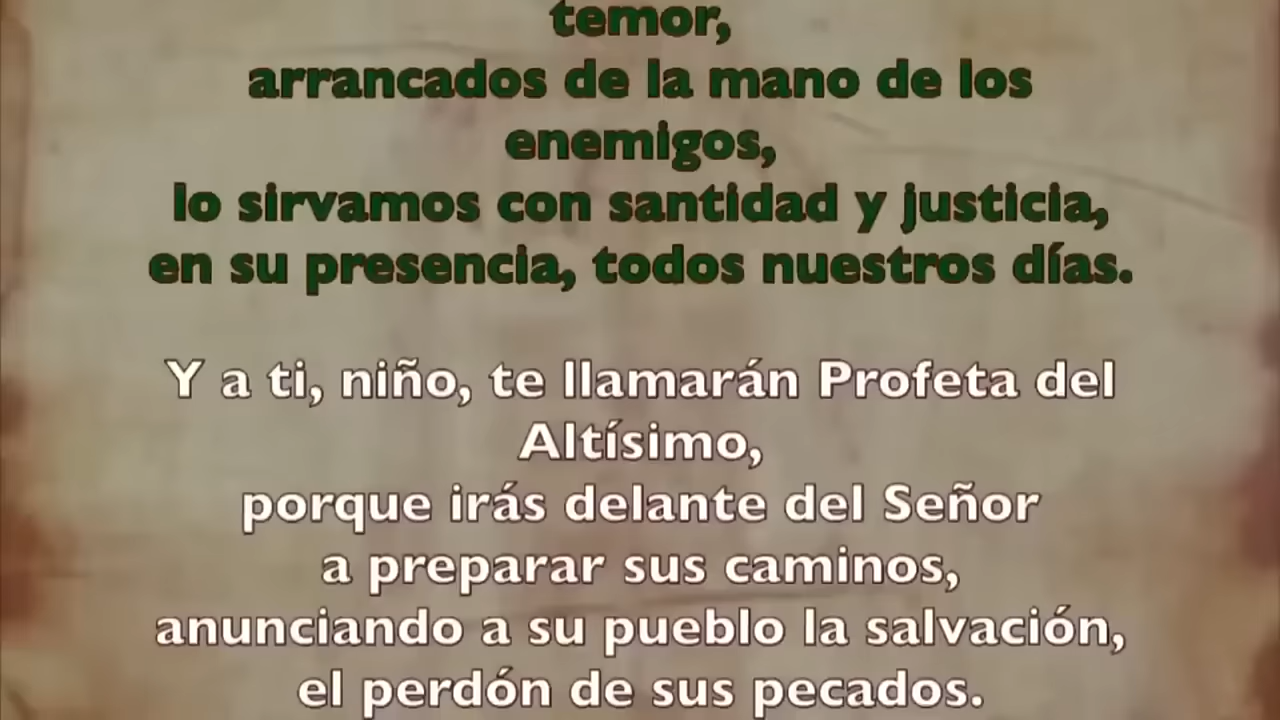 temor,
arrancados de la mano de los
enemigos,
lo sirvamos con santidad y justicia,
en su presencia, todos nuestros días.
Y a ti, niño, te llamarán Profeta del
Altísimo,
porque irás delante del Señor
a preparar sus caminos,
anunciando a su pueblo la salvación,
el perdón de sus pecados.